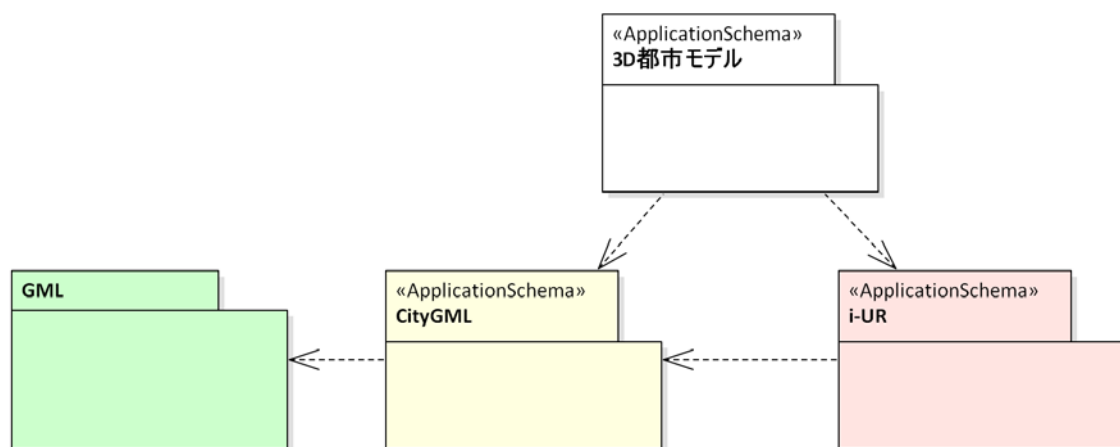 «ApplicationSchema»
3D都市モデル
GML
«ApplicationSchema»
CityGML
«ApplicationSchema»
i-UR